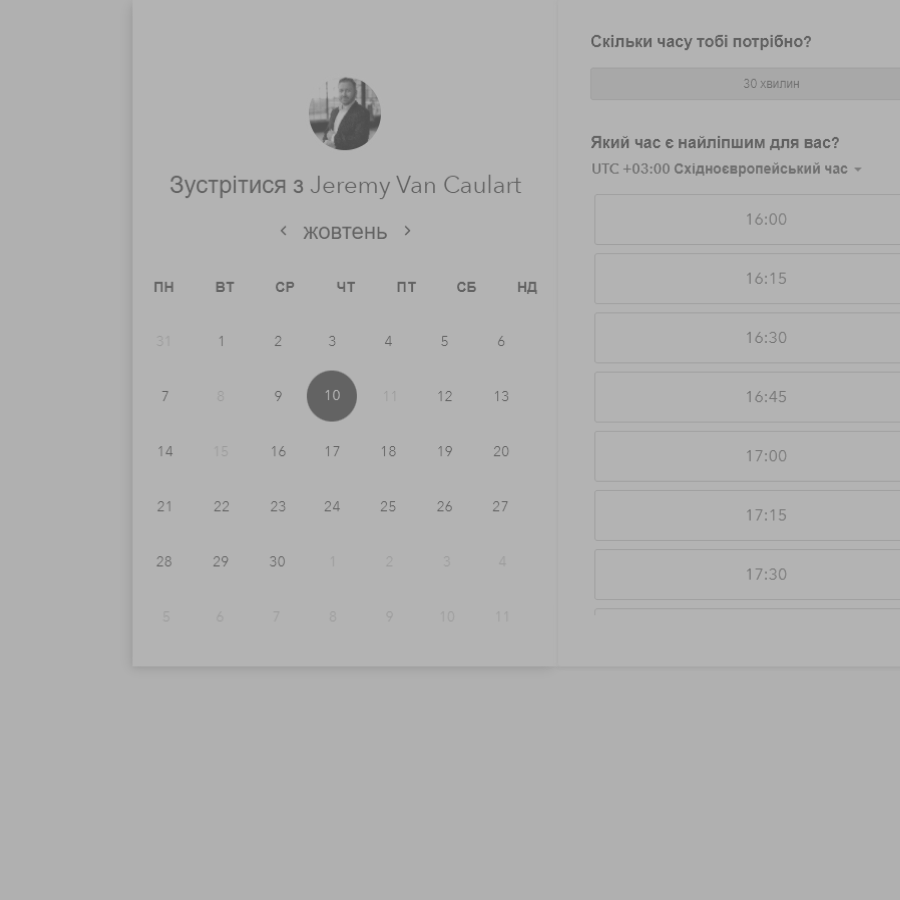 Зустрітися з Jeremy Van Caulart
жовтень
ПН ВТ СР ЧТ ПТ СБ НД
31 1 2 3 4 5 6
7 8 9 10 11 12 13
14 15 16 17 18 19 20
21 22 23 24 25 26 27
28 29 30 1 2 3 4
5 6 7 8 9 10 11
Скільки часу тобі потрібно?
30 хвилин
Який час є найліпшим для вас?
UTC +03:00 Східноєвропейський час
16:00
16:15
16:30
16:45
17:00
17:15
17:30